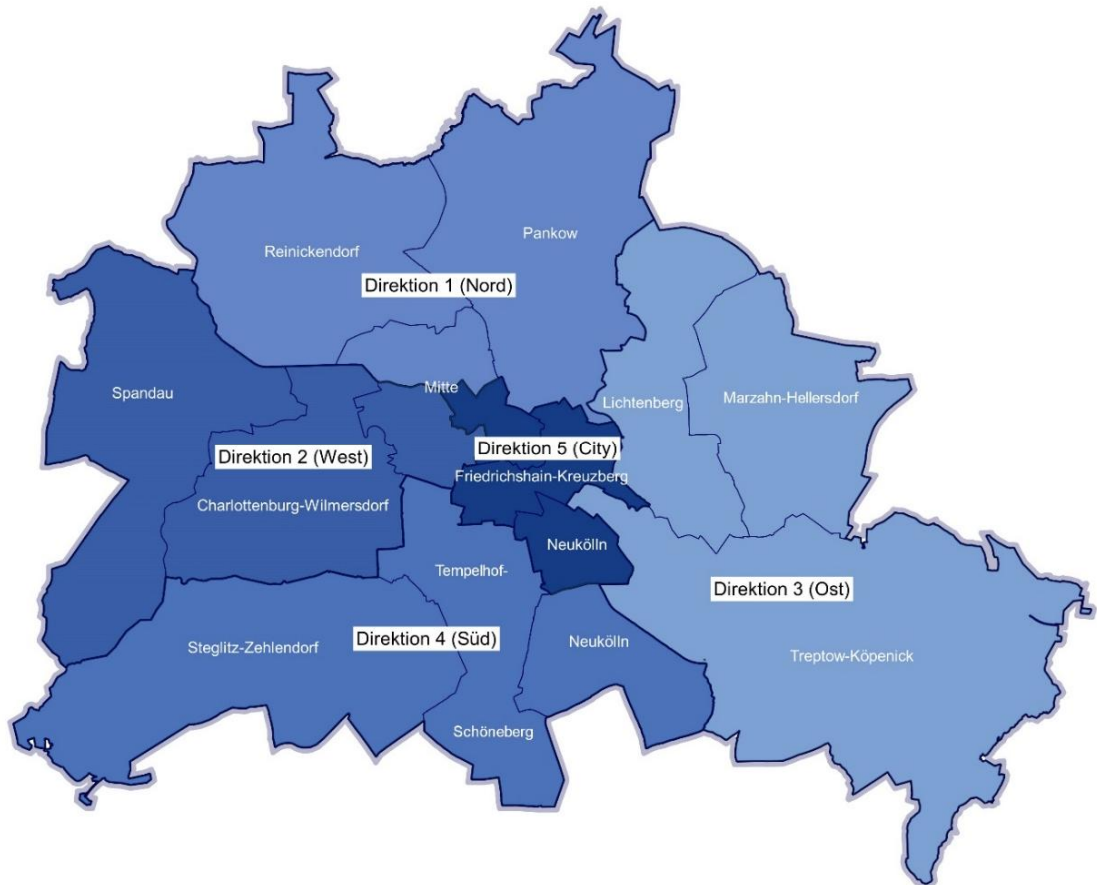 Pankow
Reinickendorf
Direktion 1 (Nord)
Mitte
Spandau
Lichtenberg
Marzahn-Hellersdorf
Direktion 5 (City)
Direktion 2 (West)
Friedrichshain-Kreuzberg
Charlottenburg-Wilmersdorf
Neukölln
Tempelhof-
Direktion 3 (Ost)
Direktion 4 (Süd)
Neukölln
Steglitz-Zehlendorf
Treptow-Köpenick
Schöneberg